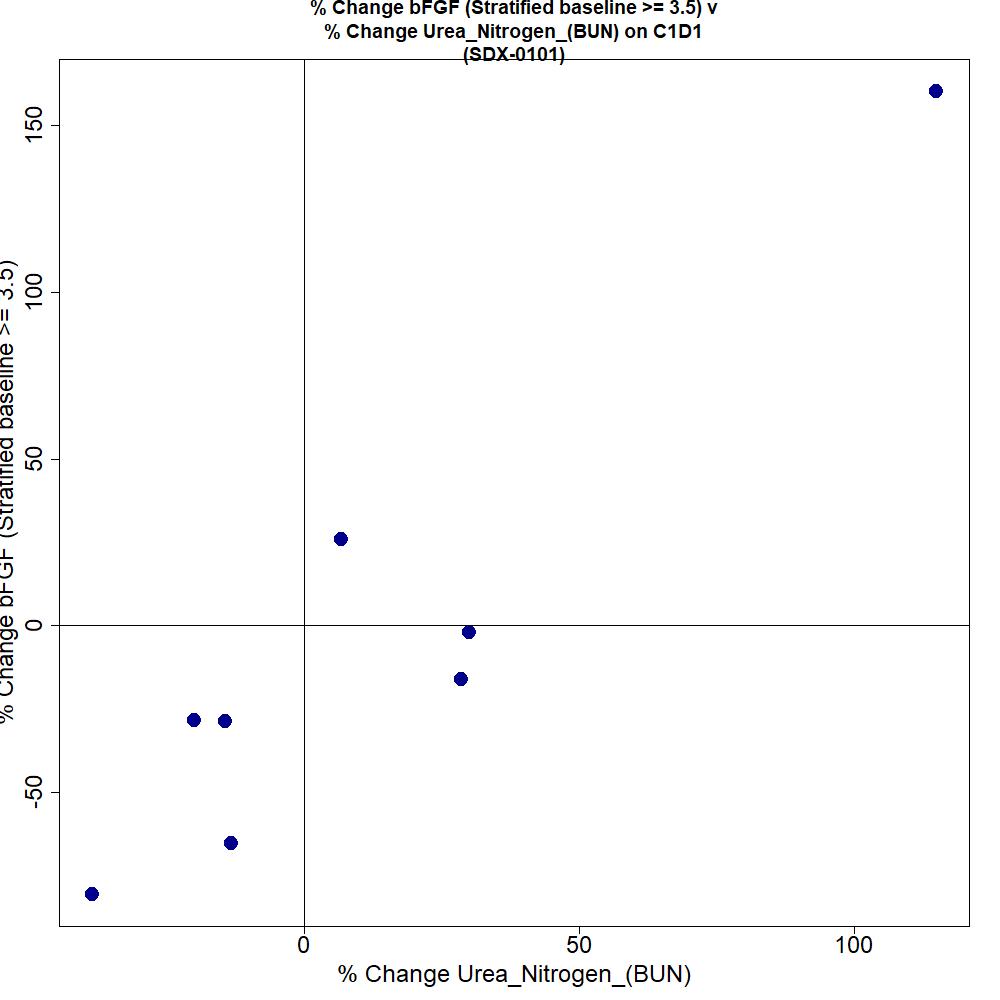 % Change bFGF (Stratified baseline >= 3.5) v
% Change Urea_Nitrogen_(BUN) on C1D1
(SDX-0101)
% Change bFGF (Stratified baseline >= 3.5)
150
100
50
0
-50
0 50 100
% Change Urea_Nitrogen_(BUN)